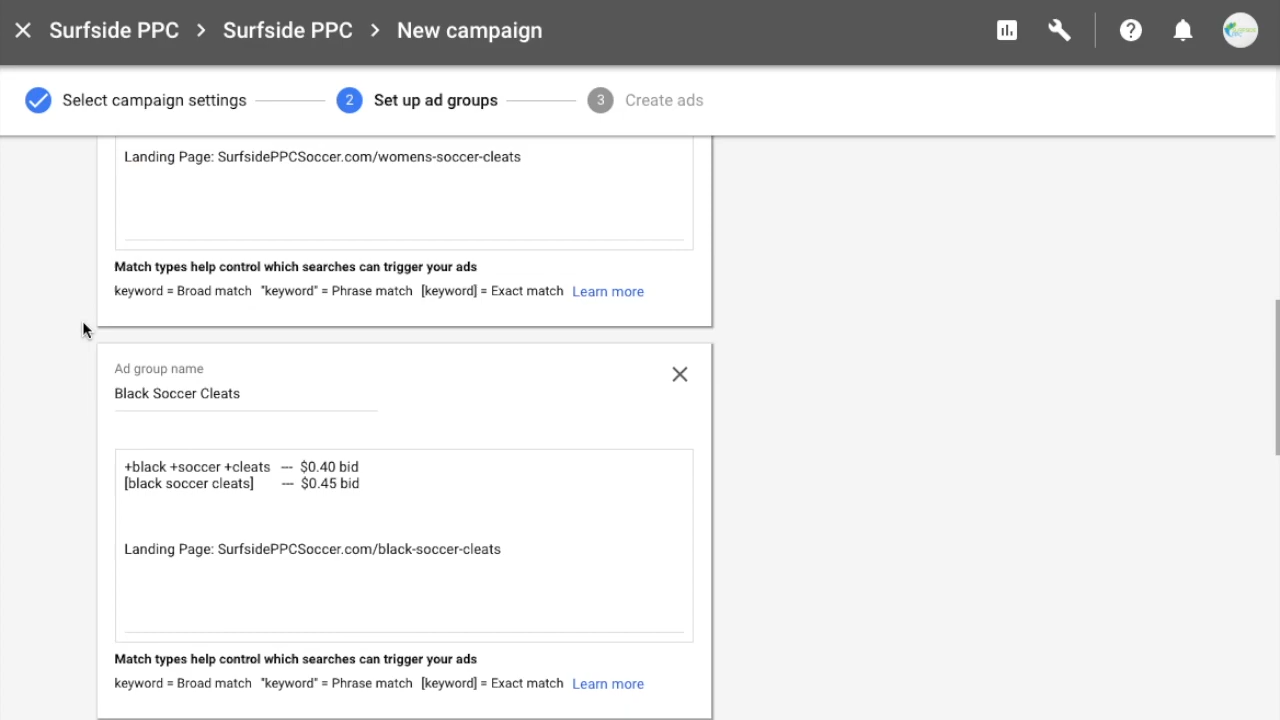 Surfside PPC > Surfside PPC > New campaign
Select campaign settings 2 Set up ad groups 3 Create ads
Landing Page: SurfsidePPCSoccer.com/womens-soccer-cleats
Match types help control which searches can trigger your ads
keyword = Broad match "keyword" = Phrase match [keyword] = Exact match Learn more
Ad group name
Black Soccer Cleats
+black +soccer +cleats --- $0.40 bid
[black soccer cleats] --- $0.45 bid
Landing Page: SurfsidePPCSoccer.com/black-soccer-cleats
Match types help control which searches can trigger your ads
keyword = Broad match "keyword" = Phrase match [keyword] = Exact match Learn more